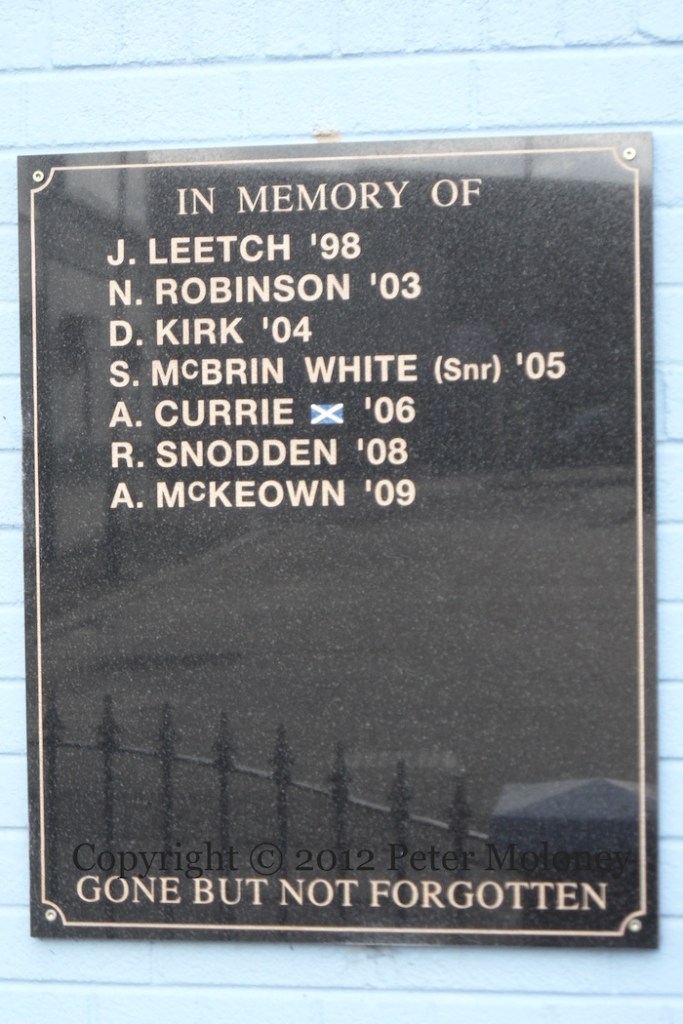 IN MEMORY OF
J. LEETCH '98
N. ROBINSON '03
D. KIRK '04
S. McBRIN WHITE (Snr) '05
A. CURRIE '06
R. SNODDEN '08
A. McKEOWN '09
Copyright © 2012 Peter Moloney
GONE BUT NOT FORGOTTEN